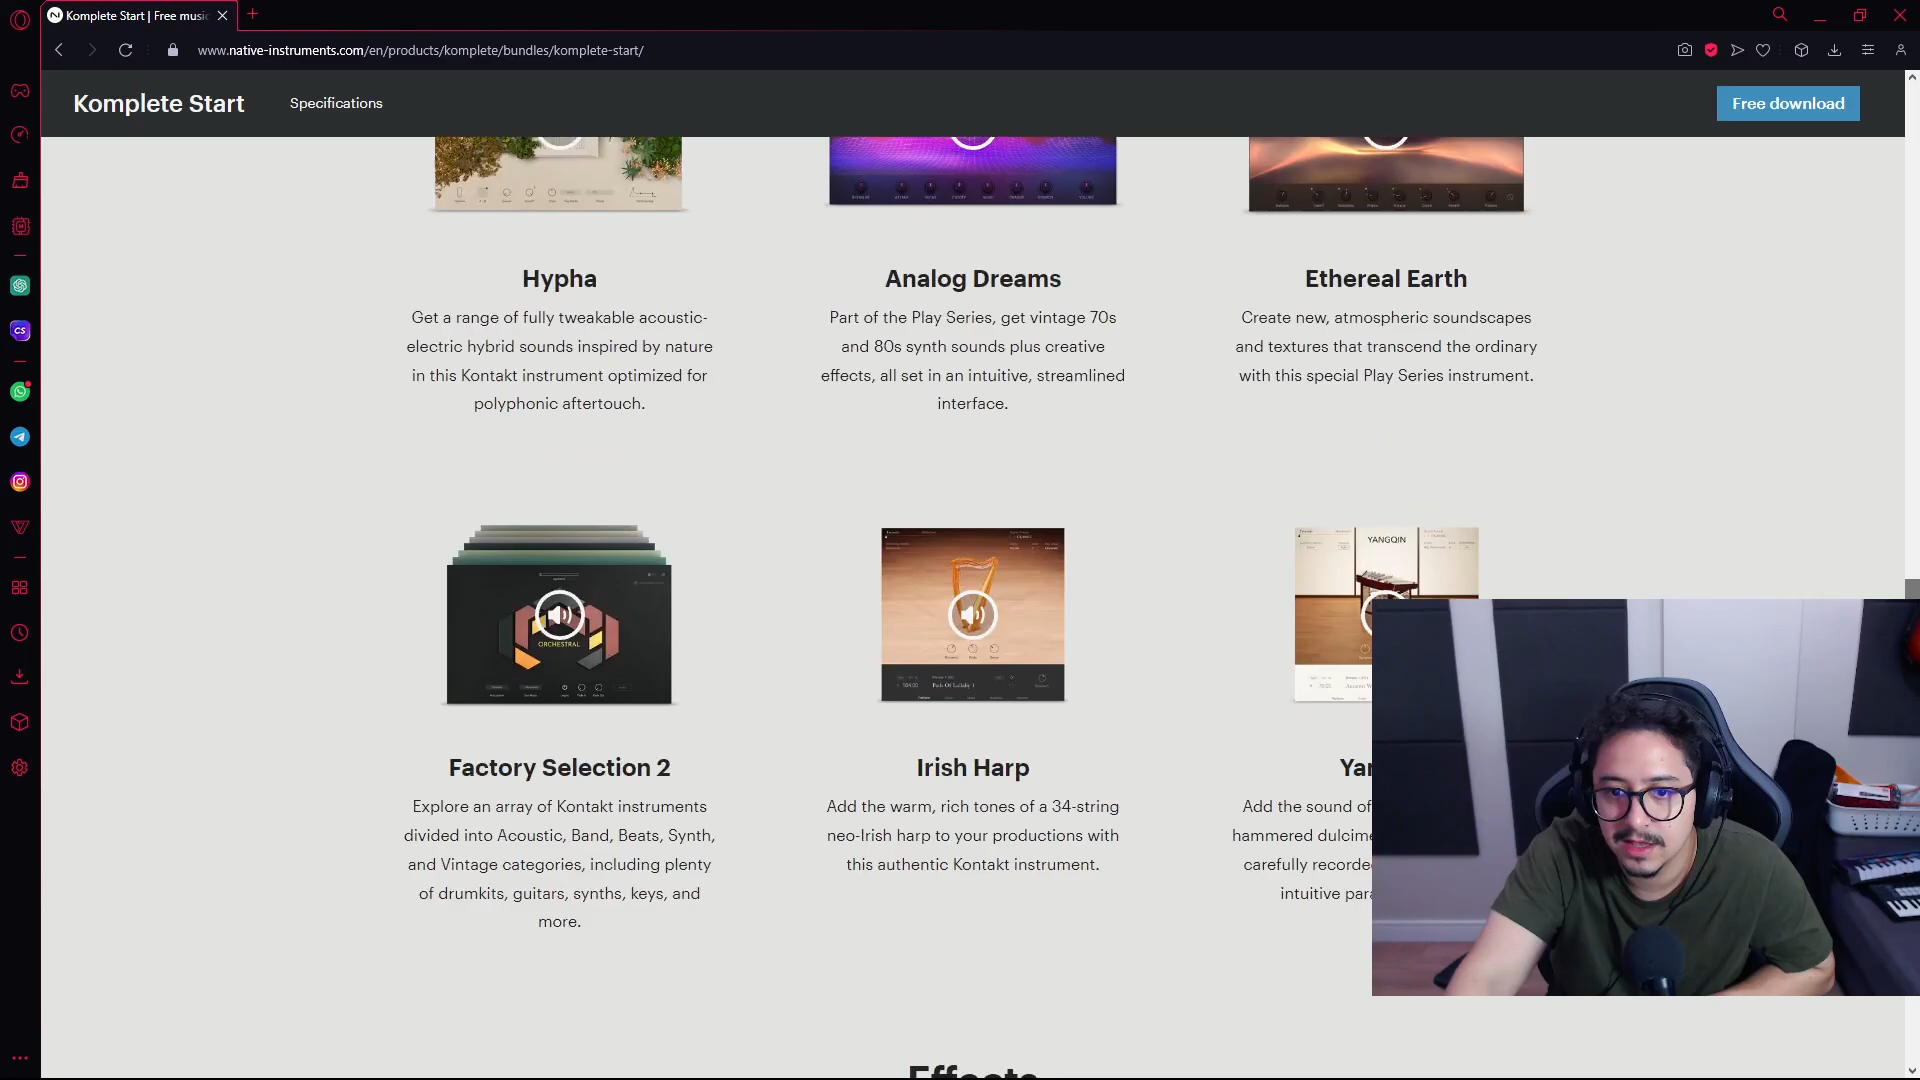 Komplete Start | Free music
www.native-instruments.com/en/products/komplete/bundles/komplete-start/
Komplete Start
Specifications
Free download
Hypha
Get a range of fully tweakable acoustic-
electric hybrid sounds inspired by nature
in this Kontakt instrument optimized for
polyphonic aftertouch.
Analog Dreams
Part of the Play Series, get vintage 70s
and 80s synth sounds plus creative
effects, all set in an intuitive, streamlined
interface.
Ethereal Earth
Create new, atmospheric soundscapes
and textures that transcend the ordinary
with this special Play Series instrument.
ORCHESTRAL
YANGQIN
Factory Selection 2
Explore an array of Kontakt instruments
divided into Acoustic, Band, Beats, Synth,
and Vintage categories, including plenty
of drumkits, guitars, synths, keys, and
more.
Irish Harp
Add the warm, rich tones of a 34-string
neo-Irish harp to your productions with
this authentic Kontakt instrument.
Add the sound of
carefully
intuitive
CS
Effects